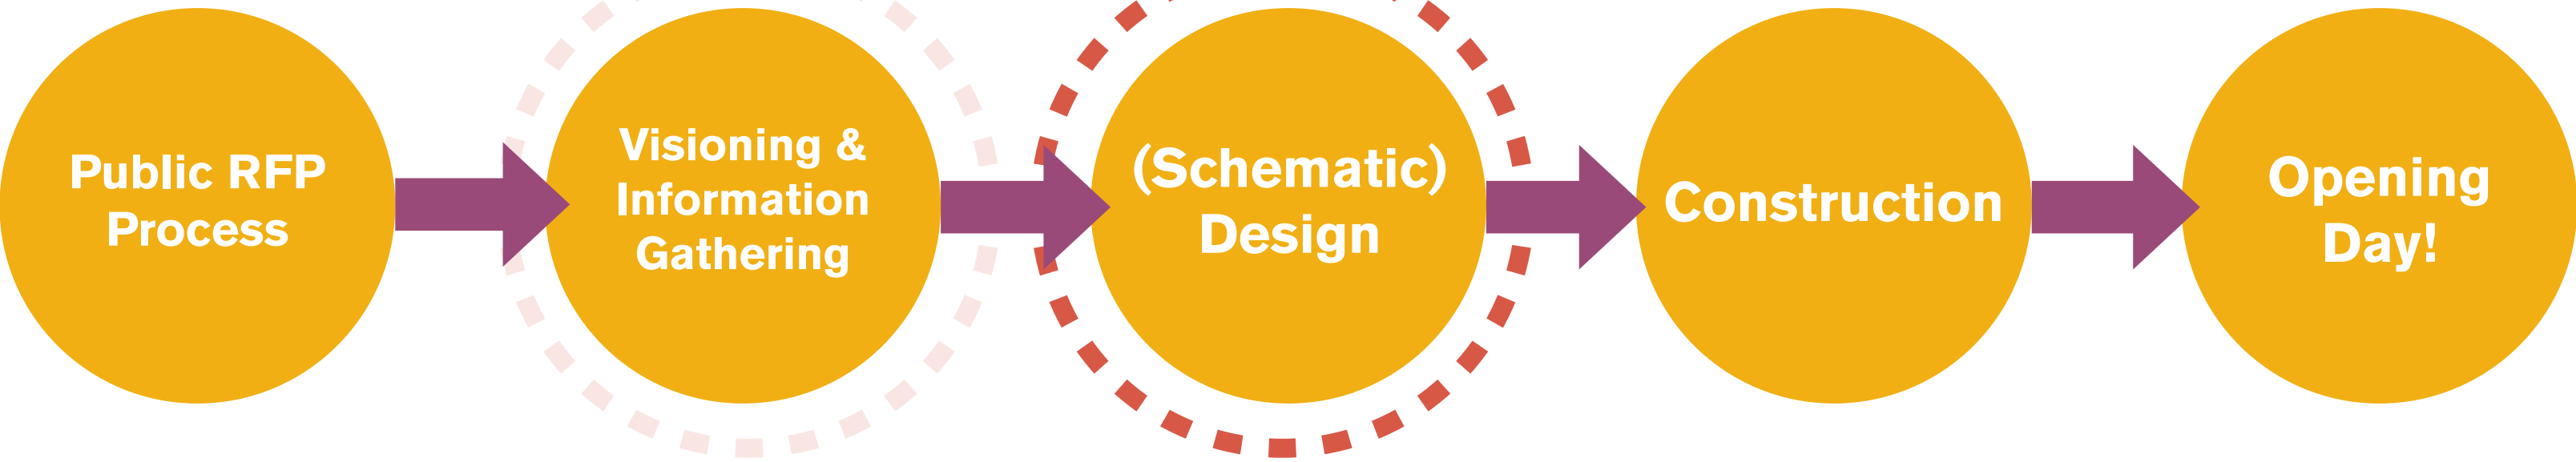 Public RFP
Process
Visioning &
Information
Gathering
(Schematic)
Design
Construction
Opening
Day!